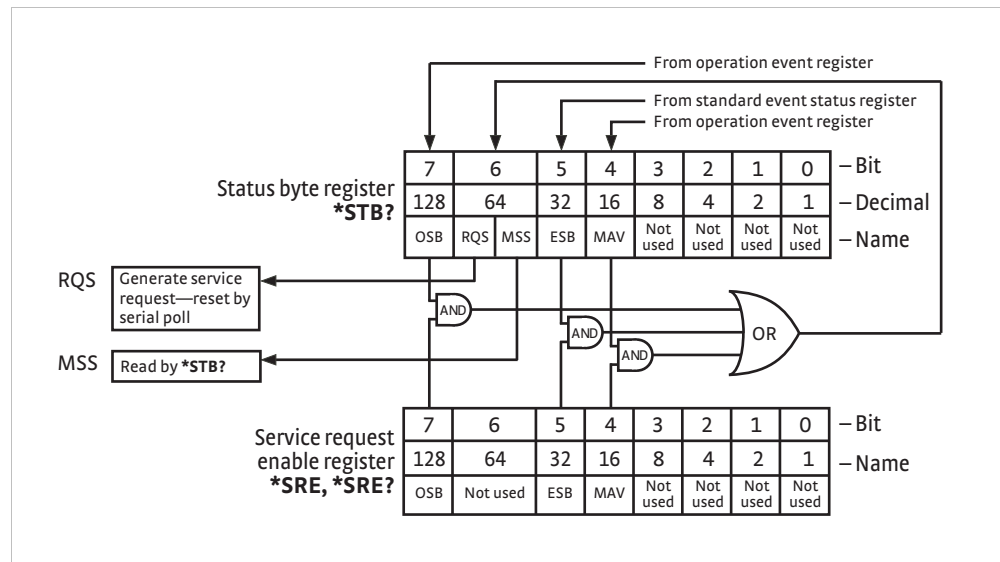 From operation event register
From standard event status register
From operation event register
7 6 5 4 3 2 1 0 – Bit
Status byte register
*STB?
128 64 32 16 8 4 2 1 – Decimal
OSB RQS MSS ESB MAV Not used Not used Not used Not used – Name
RQS
Generate service
request—reset by
serial poll
AND
AND
AND
OR
MSS
Read by *STB?
7 6 5 4 3 2 1 0 – Bit
Service request
enable register
*SRE, *SRE?
128 64 32 16 8 4 2 1 – Name
OSB Not used ESB MAV Not used Not used Not used Not used